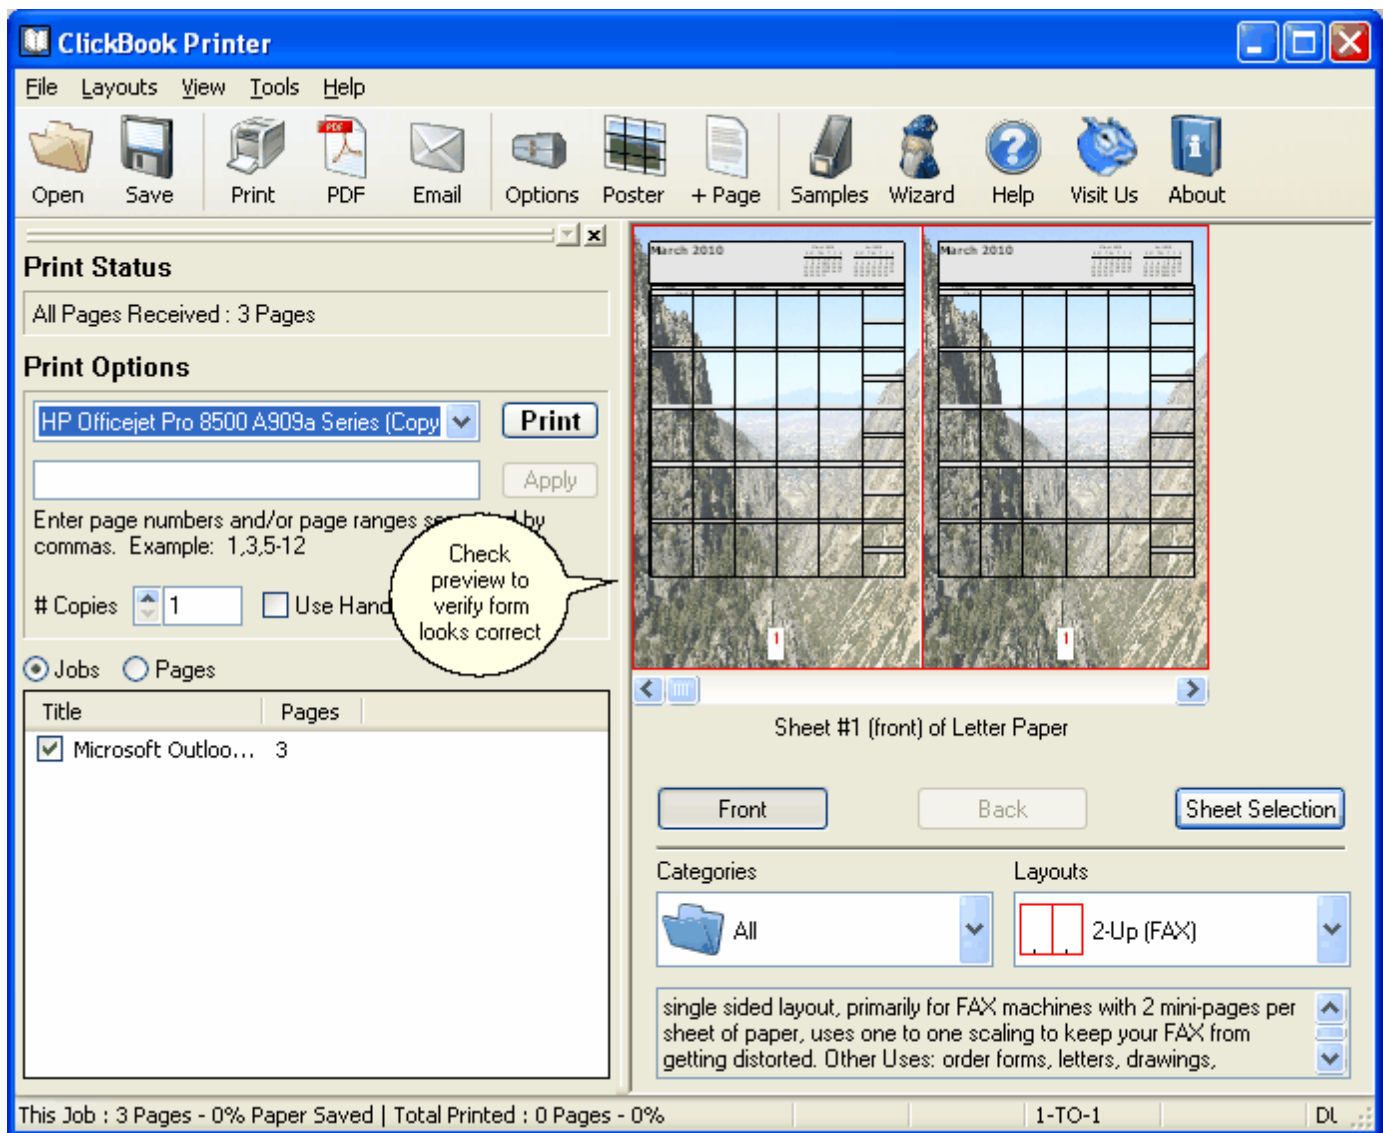 ClickBook Printer
File Layouts View Tools Help
Open Save Print PDF Email Options Poster + Page Samples Wizard Help Visit Us About
Print Status
All Pages Received : 3 Pages
Print Options
HP Officejet Pro 8500 A909a Series (Copy
Print
Apply
Enter page numbers and/or page ranges by
commas. Example: 1,3,5-12
# Copies 1 Use Hand
Check
preview to
verify form
looks correct
Jobs Pages
Title Pages
Microsoft Outloo... 3
March 2010 March 2010
1 1
Sheet #1 (front) of Letter Paper
Front Back Sheet Selection
Categories Layouts
All 2-Up (FAX)
single sided layout, primarily for FAX machines with 2 mini-pages per
sheet of paper, uses one to one scaling to keep your FAX from
getting distorted. Other Uses: order forms, letters, drawings,
This Job : 3 Pages - 0% Paper Saved | Total Printed : 0 Pages - 0% 1-TO-1 DL